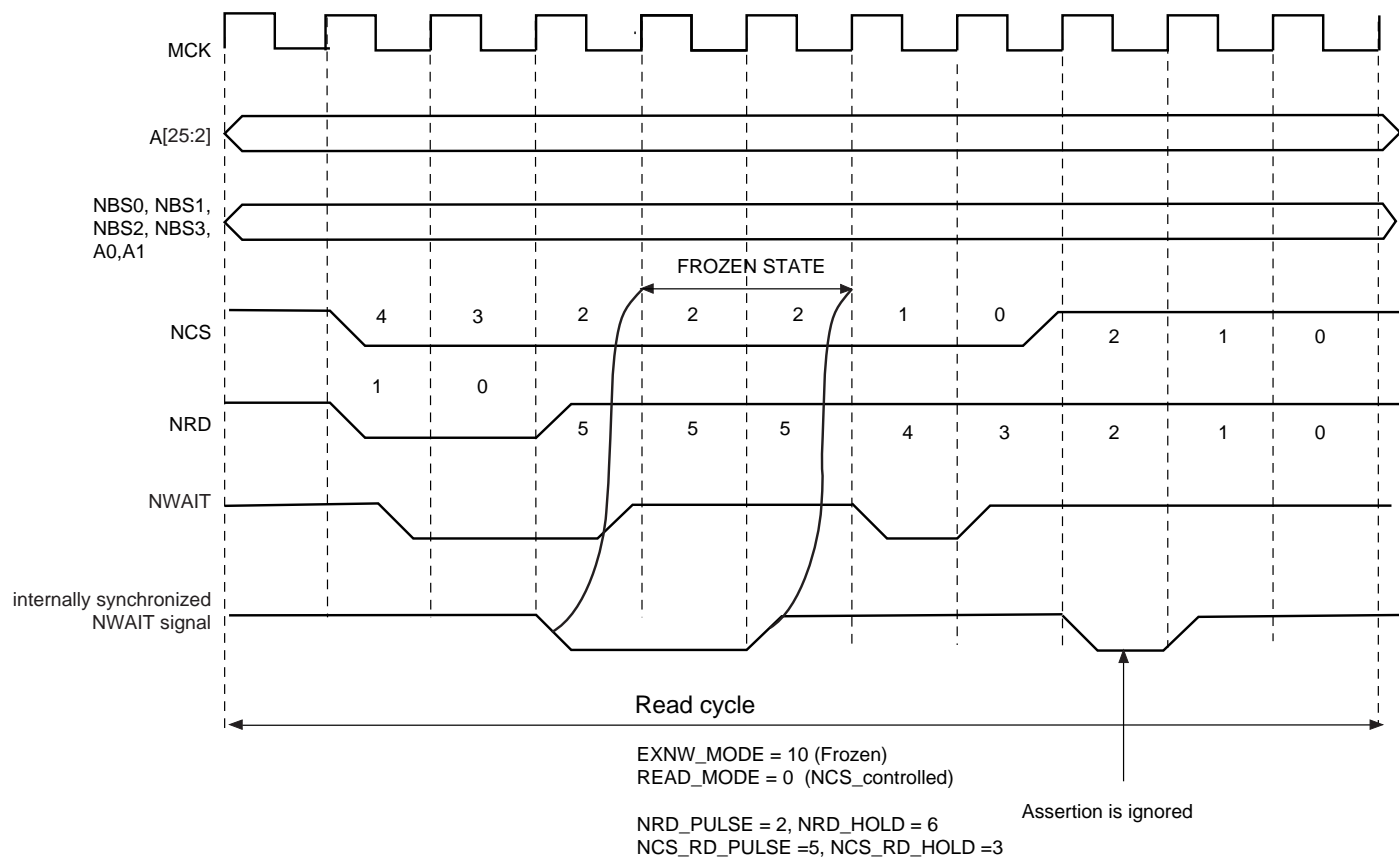 MCK
A[25:2]
NBS0, NBS1,
NBS2, NBS3,
A0,A1
FROZEN STATE
4 3 2 2 2 1 0
NCS
2 1 0
1 0
NRD
5 5 5 4 3 2 1 0
NWAIT
internally synchronized
NWAIT signal
Read cycle
EXNW_MODE = 10 (Frozen)
READ_MODE = 0 (NCS_controlled)
Assertion is ignored
NRD_PULSE = 2, NRD_HOLD = 6
NCS_RD_PULSE =5, NCS_RD_HOLD =3